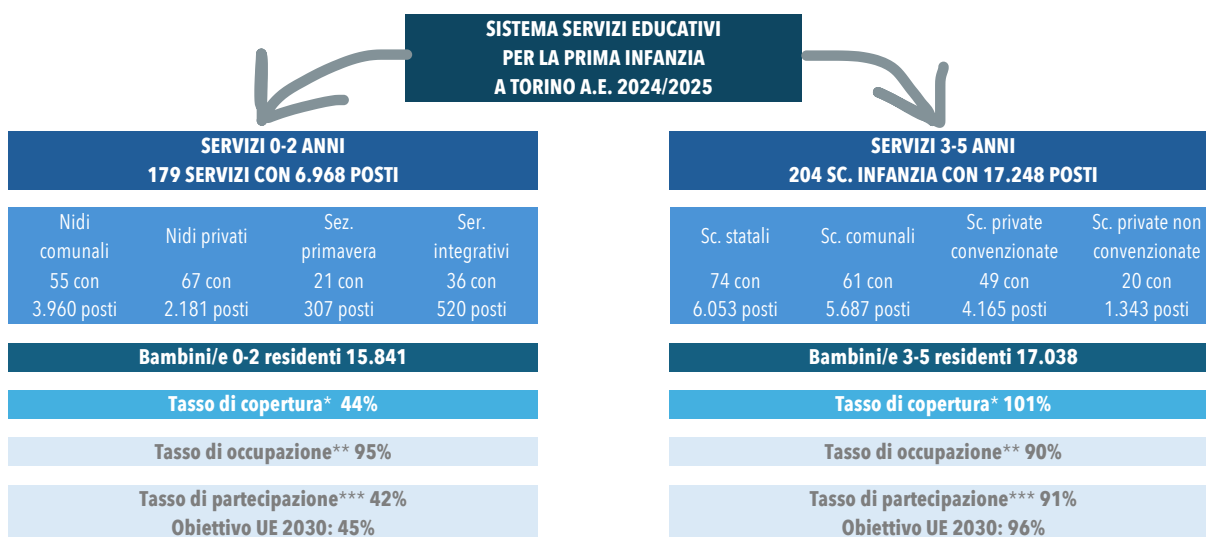 SISTEMA SERVIZI EDUCATIVI
PER LA PRIMA INFANZIA
A TORINO A.E. 2024/2025
SERVIZI 0-2 ANNI
179 SERVIZI CON 6.968 POSTI
Nidi
comunali
55 con
3.960 posti
Nidi privati
67 con
2.181 posti
Sez.
primavera
21 con
307 posti
Ser.
integrativi
36 con
520 posti
Bambini/e 0-2 residenti 15.841
Tasso di copertura* 44%
Tasso di occupazione** 95%
Tasso di partecipazione*** 42%
Obiettivo UE 2030: 45%
SERVIZI 3-5 ANNI
204 SC. INFANZIA CON 17.248 POSTI
Sc. statali
74 con
6.053 posti
Sc. comunali
61 con
5.687 posti
Sc. private
convenzionate
49 con
4.165 posti
Sc. private non
convenzionate
20 con
1.343 posti
Bambini/e 3-5 residenti 17.038
Tasso di copertura* 101%
Tasso di occupazione** 90%
Tasso di partecipazione*** 91%
Obiettivo UE 2030: 96%